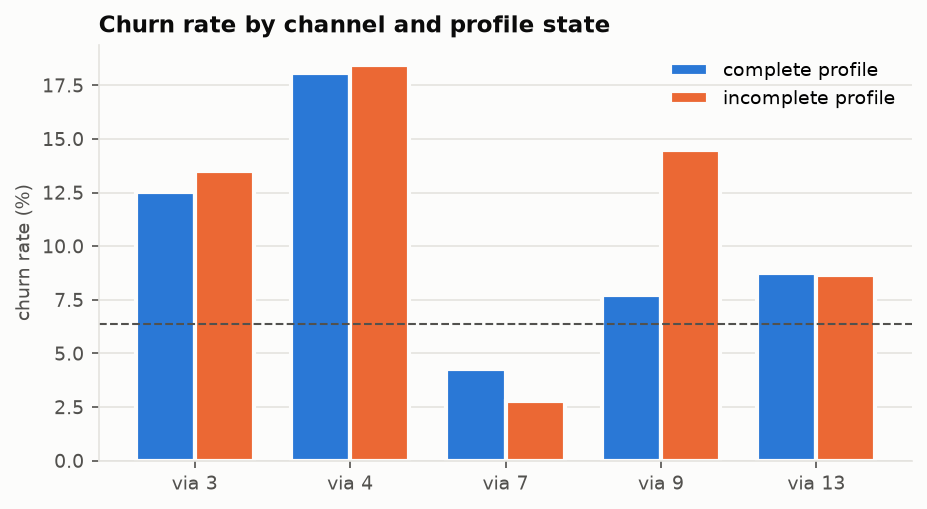 Churn rate by channel and profile state
complete profile
incomplete profile
churn rate (%)
17.5
15.0
12.5
10.0
7.5
5.0
2.5
0.0
via 3
via 4
via 7
via 9
via 13